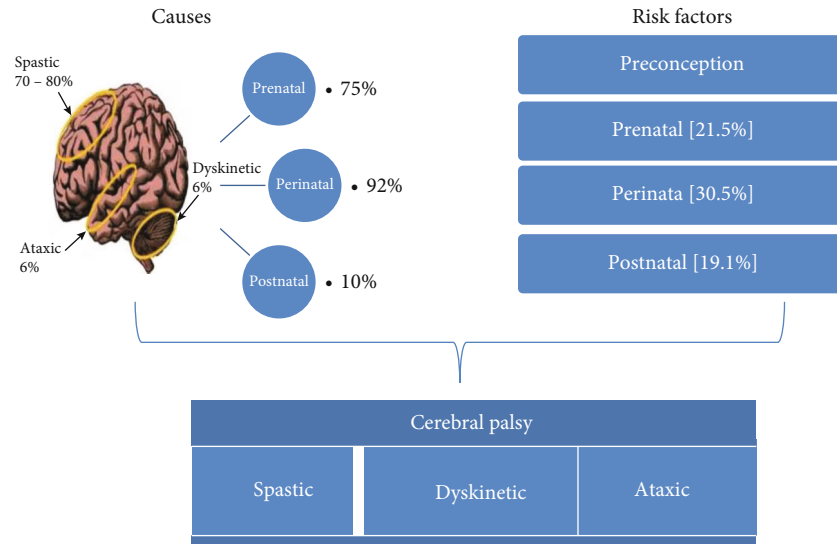 Causes
Risk factors
Spastic
70 – 80%
Dyskinetic
6%
Ataxic
6%
Prenatal
• 75%
Perinatal
• 92%
Postnatal
• 10%
Preconception
Prenatal [21.5%]
Perinata [30.5%]
Postnatal [19.1%]
Cerebral palsy
Spastic
Dyskinetic
Ataxic